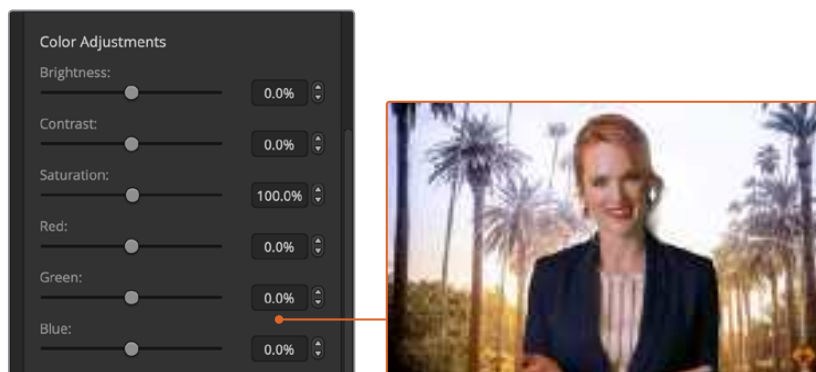 Color Adjustments
Brightness:
0.0%
Contrast:
0.0%
Saturation:
100.0%
Red:
0.0%
Green:
0.0%
Blue:
0.0%